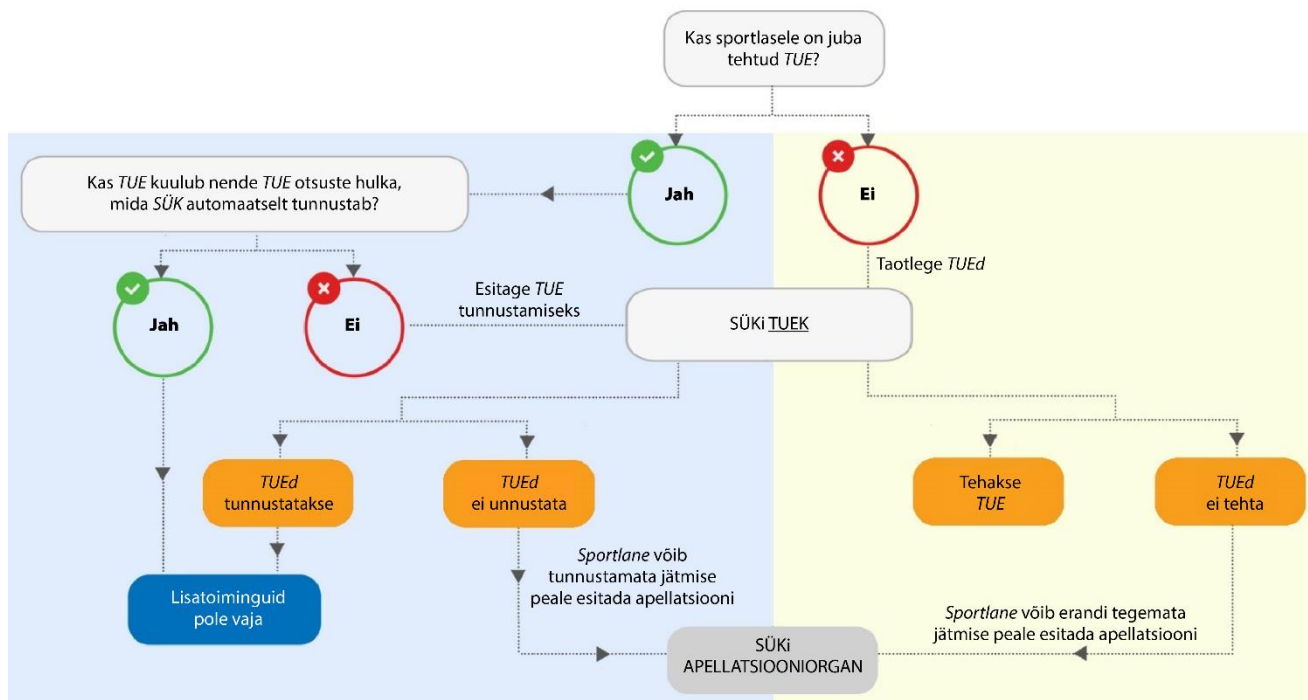 Kas sportlasele on juba
tehtud TUE?
Kas TUE kuulub nende TUE otsuste hulka,
mida SÜK automaatselt tunnustab?
Jah
Ei
Taotlege TUEd
Jah
Ei
Esitage TUE
tunnustamiseks
SÜKi TUEK
TUEd
tunnustatakse
TUEd
ei unnustata
Tehakse
TUE
TUEd
ei tehta
Sportlane võib
tunnustamata jätmise
peale esitada apellatsiooni
Lisatoiminguid
pole vaja
Sportlane võib erandi tegemata
jätmise peale esitada apellatsiooni
SÜKi
APELLATSIOONIORGAN